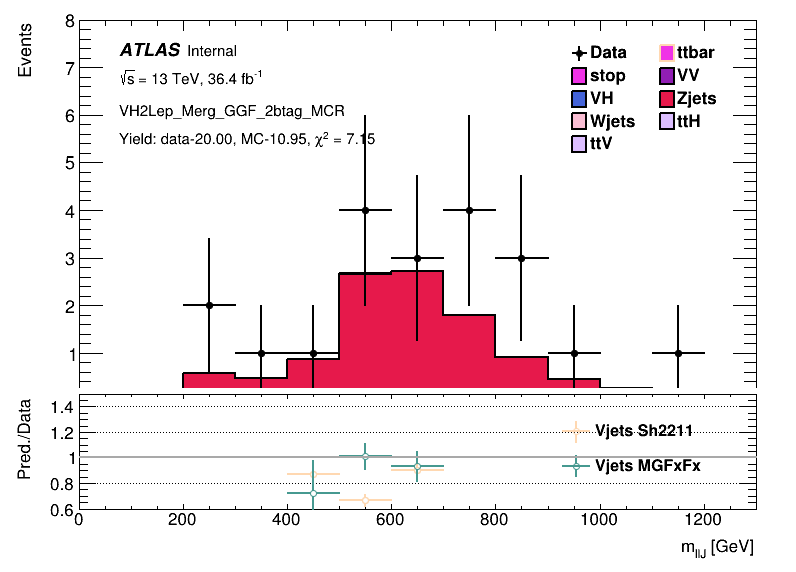 Events
8
7
6
5
4
3
2
1
ATLAS Internal
√s = 13 TeV, 36.4 fb⁻¹
VH2Lep_Merg_GGF_2btag_MCR
Yield: data-20.00, MC-10.95, χ² = 7.15
Data
ttbar
stop
VV
VH
Zjets
Wjets
ttH
ttV
Pred./Data
1.4
1.2
1
0.8
0.6
Vjets Sh2211
Vjets MGFxFx
0 200 400 600 800 1000 1200
m_llJ [GeV]